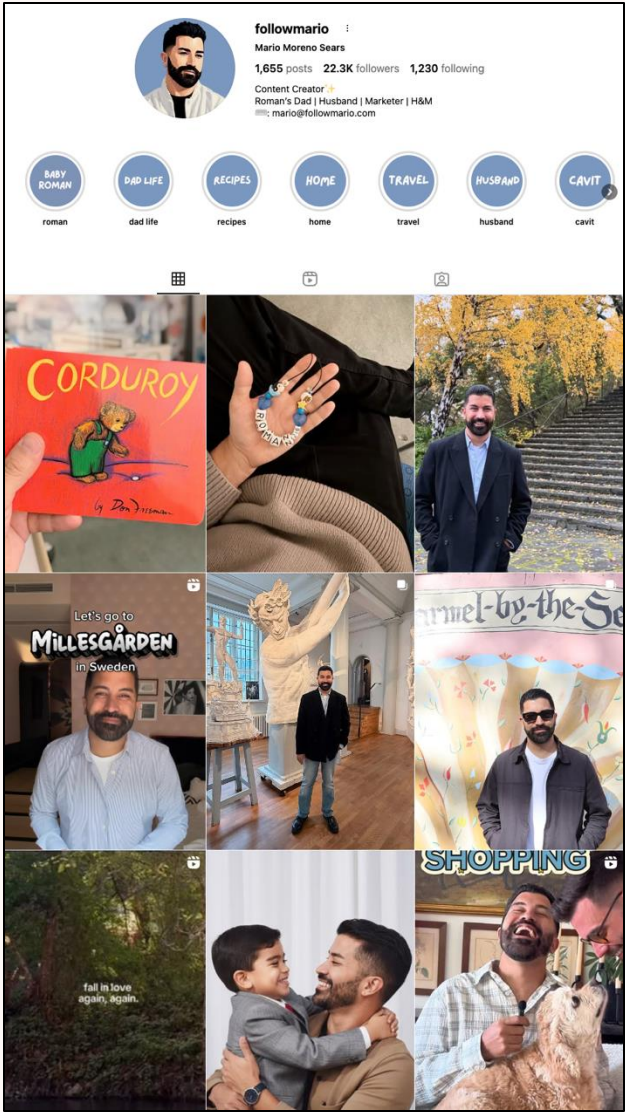 followmario
Mario Moreno Sears
1,655 posts 22.3K followers 1,230 following
Content Creator✨
Roman's Dad | Husband | Marketer | H&M
: mario@followmario.com
BABY
ROMAN
DAD LIFE
RECIPES
HOME
TRAVEL
HUSBAND
CAVIT
roman
dad life
recipes
home
travel
husband
cavit
CORDUROY
by Don Freeman
ROMAN
Let's go to
MILLESGÅRDEN
in Sweden
armel-by-the-Se
fall in love
again, again.
SHOPPING